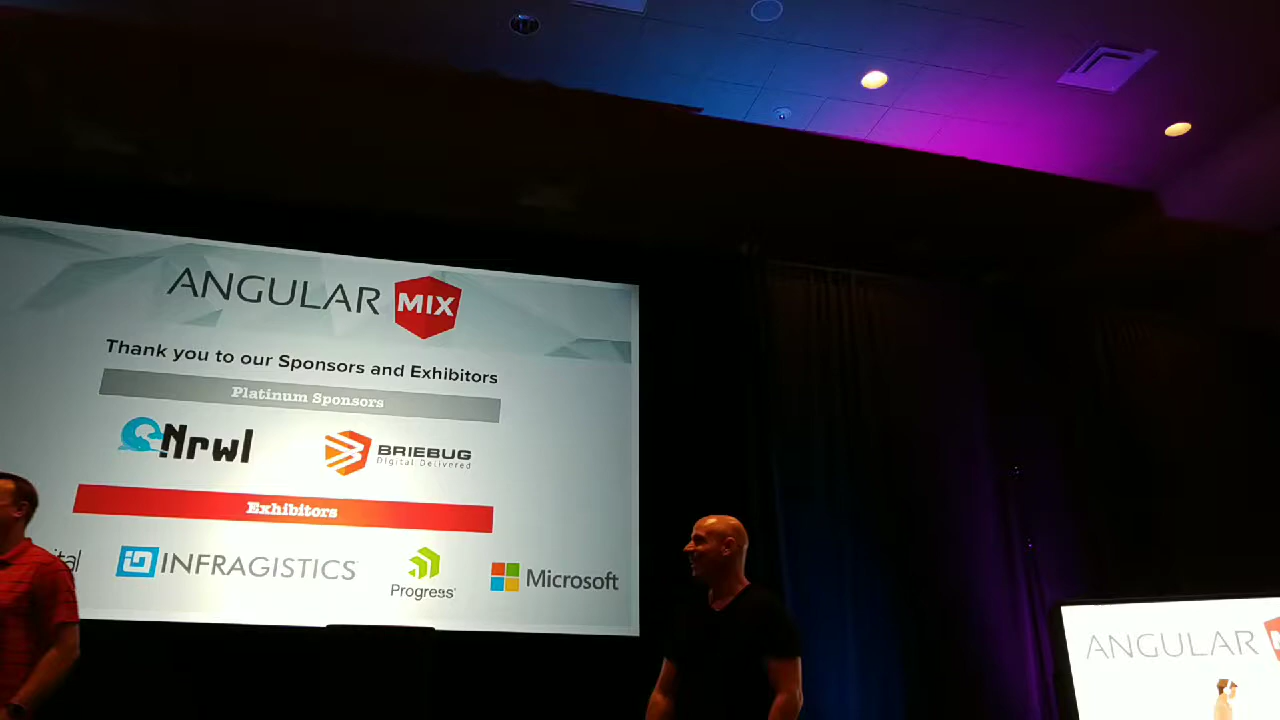 ANGULAR MIX
Thank you to our Sponsors and Exhibitors
Platinum Sponsors
Nrwl
BRIEBUG
Digital Delivered
Exhibitors
INFRAGISTICS
Progress
Microsoft
ANGULAR